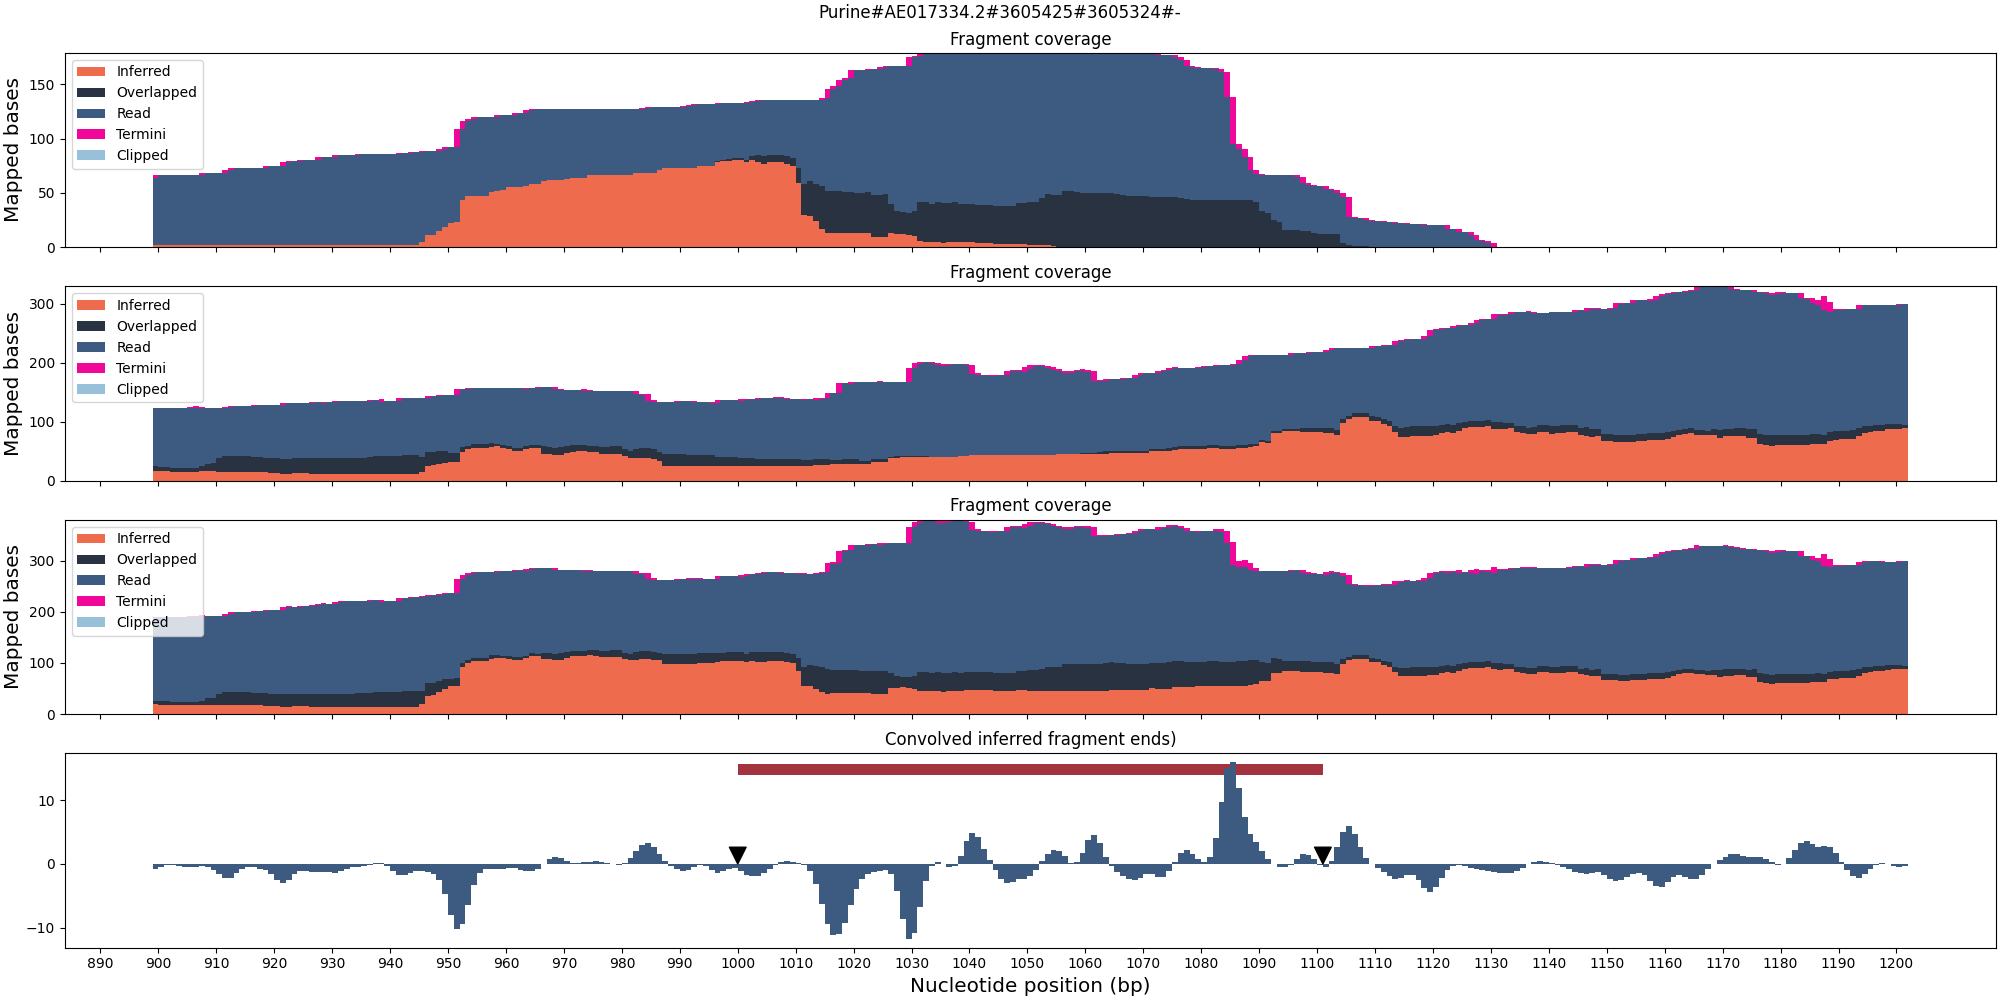 Purine#AE017334.2#3605425#3605324#-
Fragment coverage
Mapped bases
150
100
50
0
Inferred
Overlapped
Read
Termini
Clipped
Fragment coverage
Mapped bases
300
200
100
0
Inferred
Overlapped
Read
Termini
Clipped
Fragment coverage
Mapped bases
300
200
100
0
Inferred
Overlapped
Read
Termini
Clipped
Convolved inferred fragment ends)
10
0
−10
890 900 910 920 930 940 950 960 970 980 990 1000 1010 1020 1030 1040 1050 1060 1070 1080 1090 1100 1110 1120 1130 1140 1150 1160 1170 1180 1190 1200
Nucleotide position (bp)